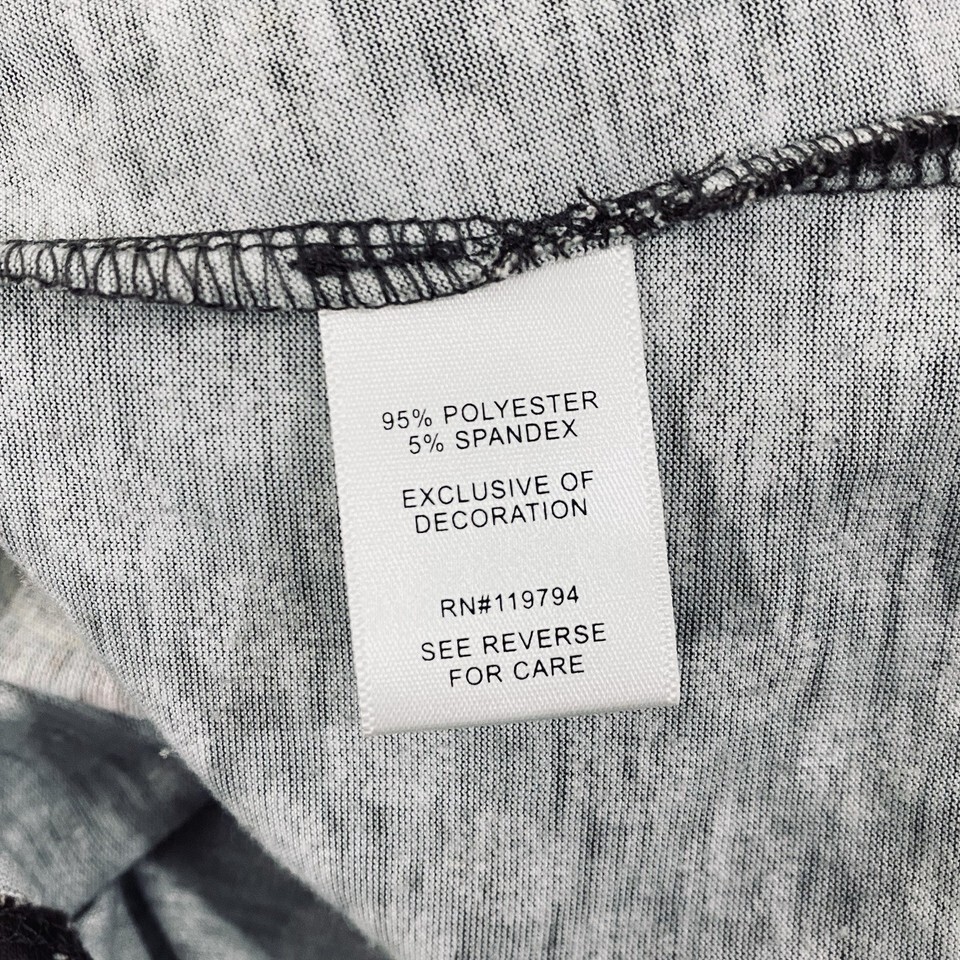 95% POLYESTER
5% SPANDEX
EXCLUSIVE OF
DECORATION
RN#119794
SEE REVERSE
FOR CARE